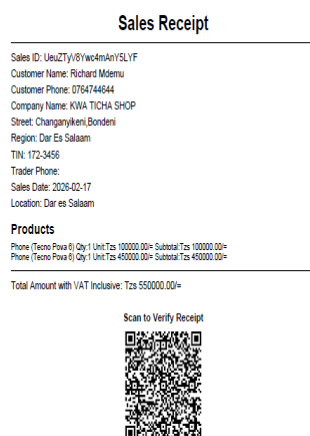 Sales Receipt
Sales ID: UeuZTyV8Ywc4mAnY5LYF
Customer Name: Richard Mdemu
Customer Phone: 0764744644
Company Name: KWA TICHA SHOP
Street: Changanyikeni,Bondeni
Region: Dar Es Salaam
TIN: 172-3456
Trader Phone:
Sales Date: 2026-02-17
Location: Dar es Salaam
Products
Phone (Tecno Pova 6) Qty:1 Unit:Tzs 100000.00/= Subtotal:Tzs 100000.00/=
Phone (Tecno Pova 6) Qty:1 Unit:Tzs 450000.00/= Subtotal:Tzs 450000.00/=
Total Amount with VAT Inclusive: Tzs 550000.00/=
Scan to Verify Receipt